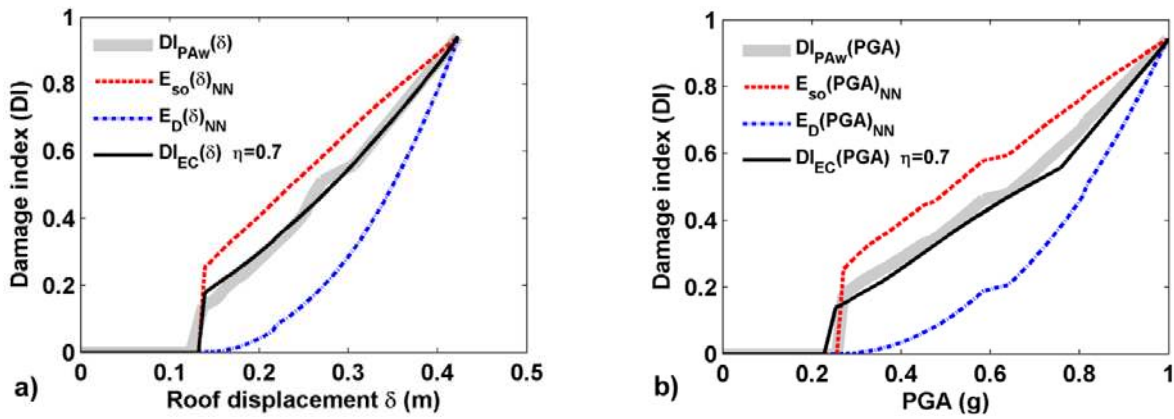 1
0.8
0.6
0.4
0.2
0
Damage index (DI)
DI_PAw(δ)
E_so(δ)_NN
E_D(δ)_NN
DI_EC(δ) η=0.7
0 0.1 0.2 0.3 0.4 0.5
a) Roof displacement δ (m)
1
0.8
0.6
0.4
0.2
0
Damage index (DI)
DI_PAw(PGA)
E_so(PGA)_NN
E_D(PGA)_NN
DI_EC(PGA) η=0.7
0 0.2 0.4 0.6 0.8 1
b) PGA (g)